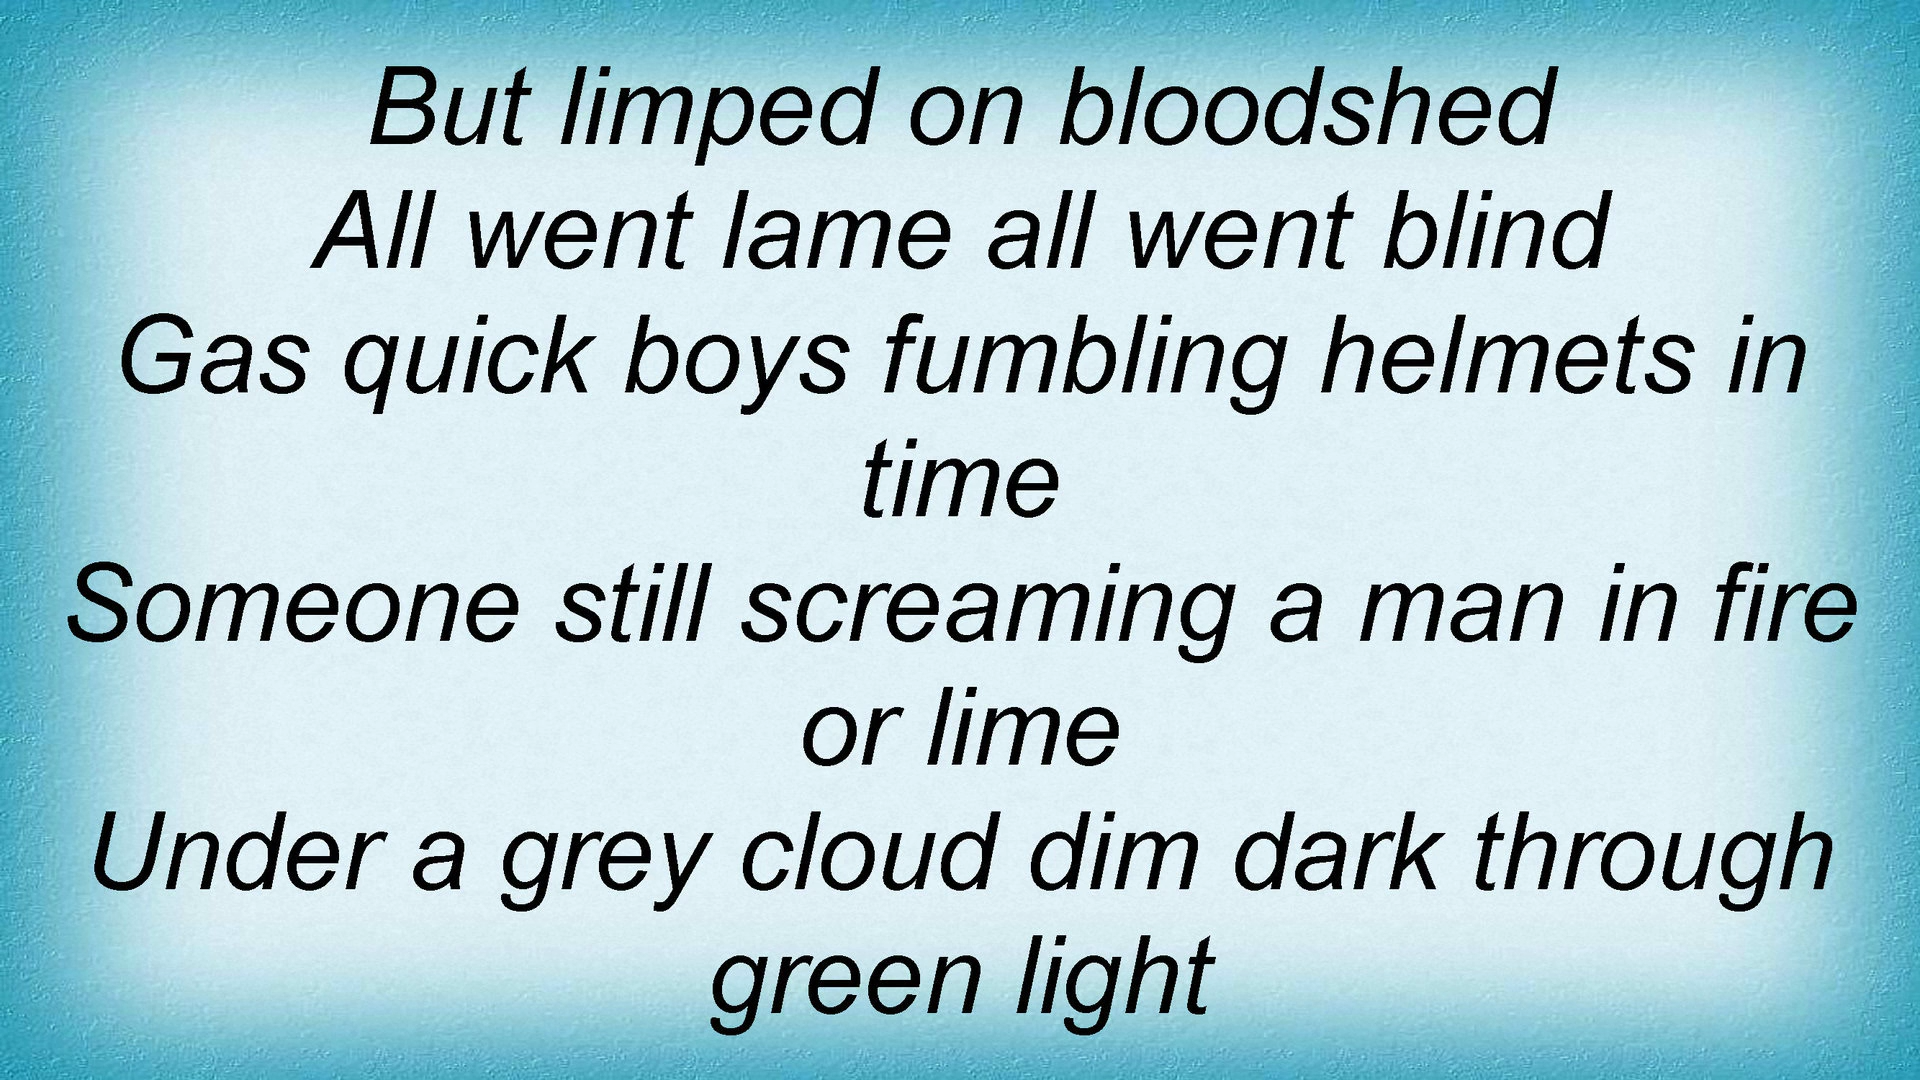 But limped on bloodshed
All went lame all went blind
Gas quick boys fumbling helmets in
time
Someone still screaming a man in fire
or lime
Under a grey cloud dim dark through
green light